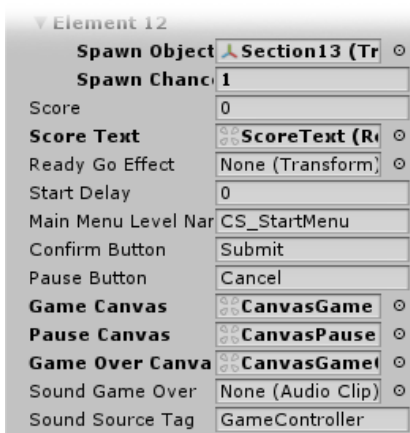 Element 12
Spawn Object Section13 (Tr
Spawn Chanc 1
Score 0
Score Text ScoreText (Re
Ready Go Effect None (Transform)
Start Delay 0
Main Menu Level Nar CS_StartMenu
Confirm Button Submit
Pause Button Cancel
Game Canvas CanvasGame
Pause Canvas CanvasPause
Game Over Canva CanvasGame
Sound Game Over None (Audio Clip)
Sound Source Tag GameController